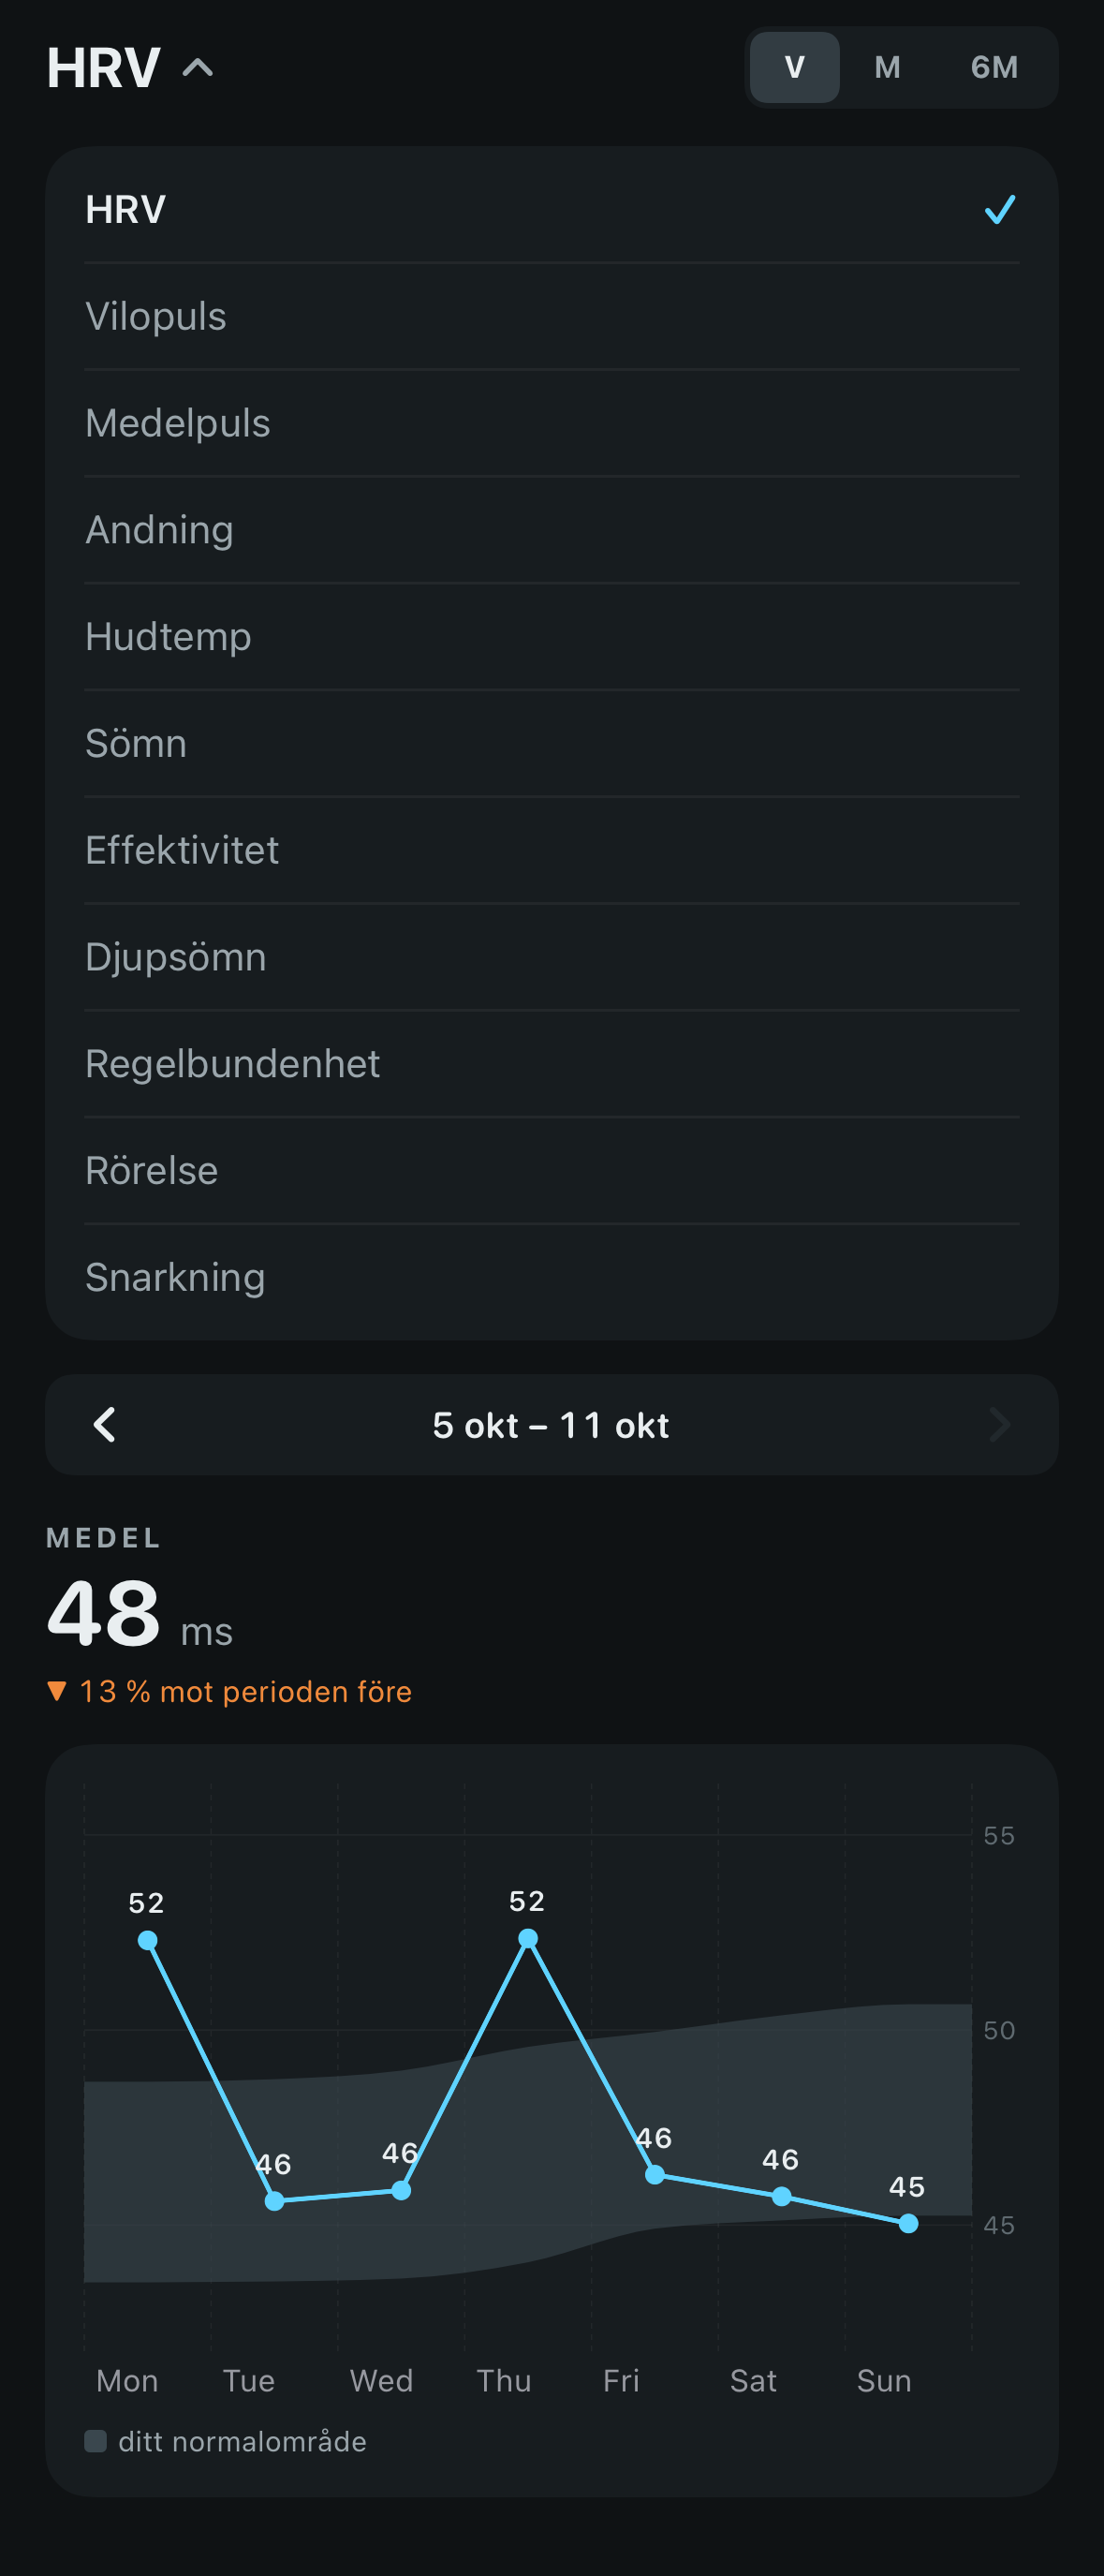 HRV
V M 6M
HRV
Vilopuls
Medelpuls
Andning
Hudtemp
Sömn
Effektivitet
Djupsömn
Regelbundenhet
Rörelse
Snarkning
5 okt – 11 okt
MEDEL
48 ms
▼ 13 % mot perioden före
55
52 52
50
46 46 46 46 45
45
Mon Tue Wed Thu Fri Sat Sun
ditt normalområde